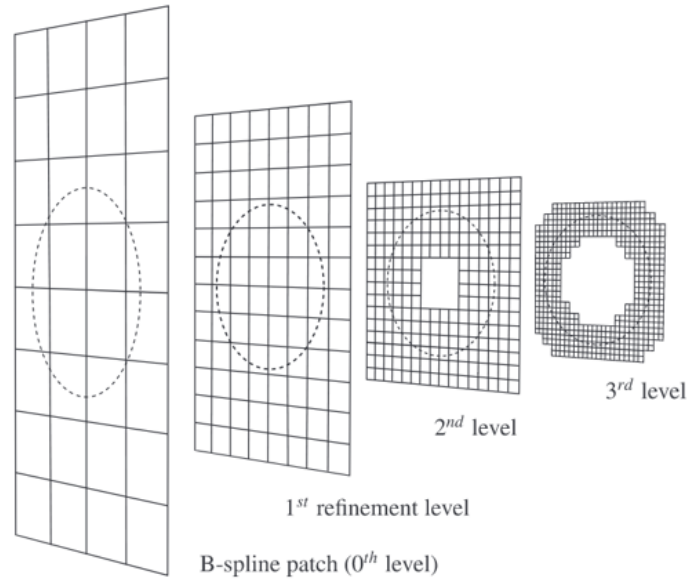 3rd level
2nd level
1st refinement level
B-spline patch (0th level)